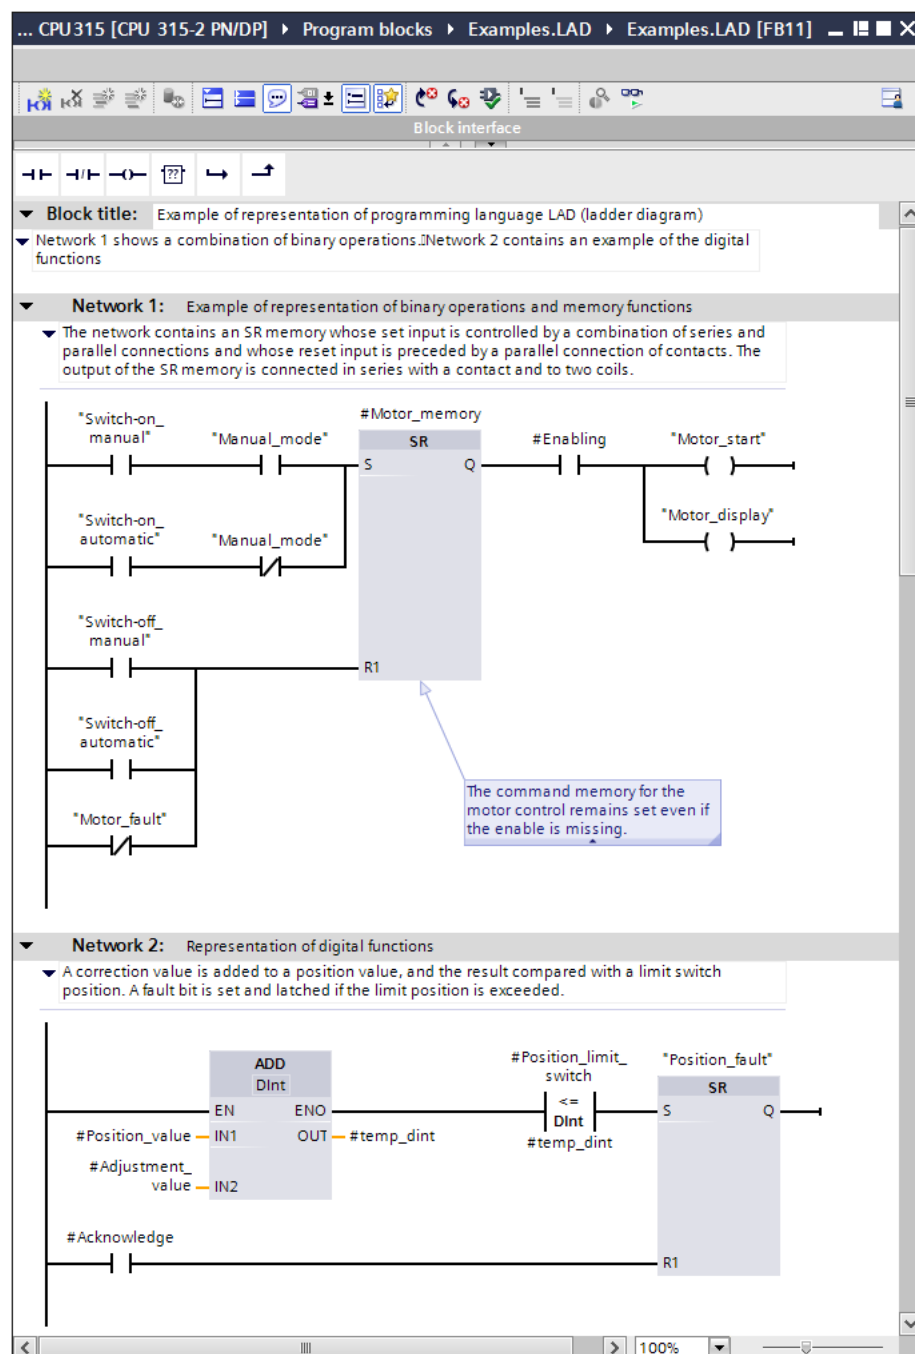 ... CPU315 [CPU 315-2 PN/DP] ▸ Program blocks ▸ Examples.LAD ▸ Examples.LAD [FB11]
Block interface
??
Block title: Example of representation of programming language LAD (ladder diagram)
Network 1 shows a combination of binary operations.Network 2 contains an example of the digital
functions
Network 1: Example of representation of binary operations and memory functions
The network contains an SR memory whose set input is controlled by a combination of series and
parallel connections and whose reset input is preceded by a parallel connection of contacts. The
output of the SR memory is connected in series with a contact and to two coils.
"Switch-on_
manual"
"Manual_mode"
#Motor_memory
SR
S
Q
#Enabling
"Motor_start"
"Motor_display"
"Switch-on_
automatic"
"Manual_mode"
"Switch-off_
manual"
R1
"Switch-off_
automatic"
"Motor_fault"
The command memory for the
motor control remains set even if
the enable is missing.
Network 2: Representation of digital functions
A correction value is added to a position value, and the result compared with a limit switch
position. A fault bit is set and latched if the limit position is exceeded.
ADD
DInt
EN
ENO
#Position_value
IN1
OUT
#temp_dint
#Adjustment_
value
IN2
#Position_limit_
switch
<=
DInt
#temp_dint
"Position_fault"
SR
S
Q
#Acknowledge
R1
100%